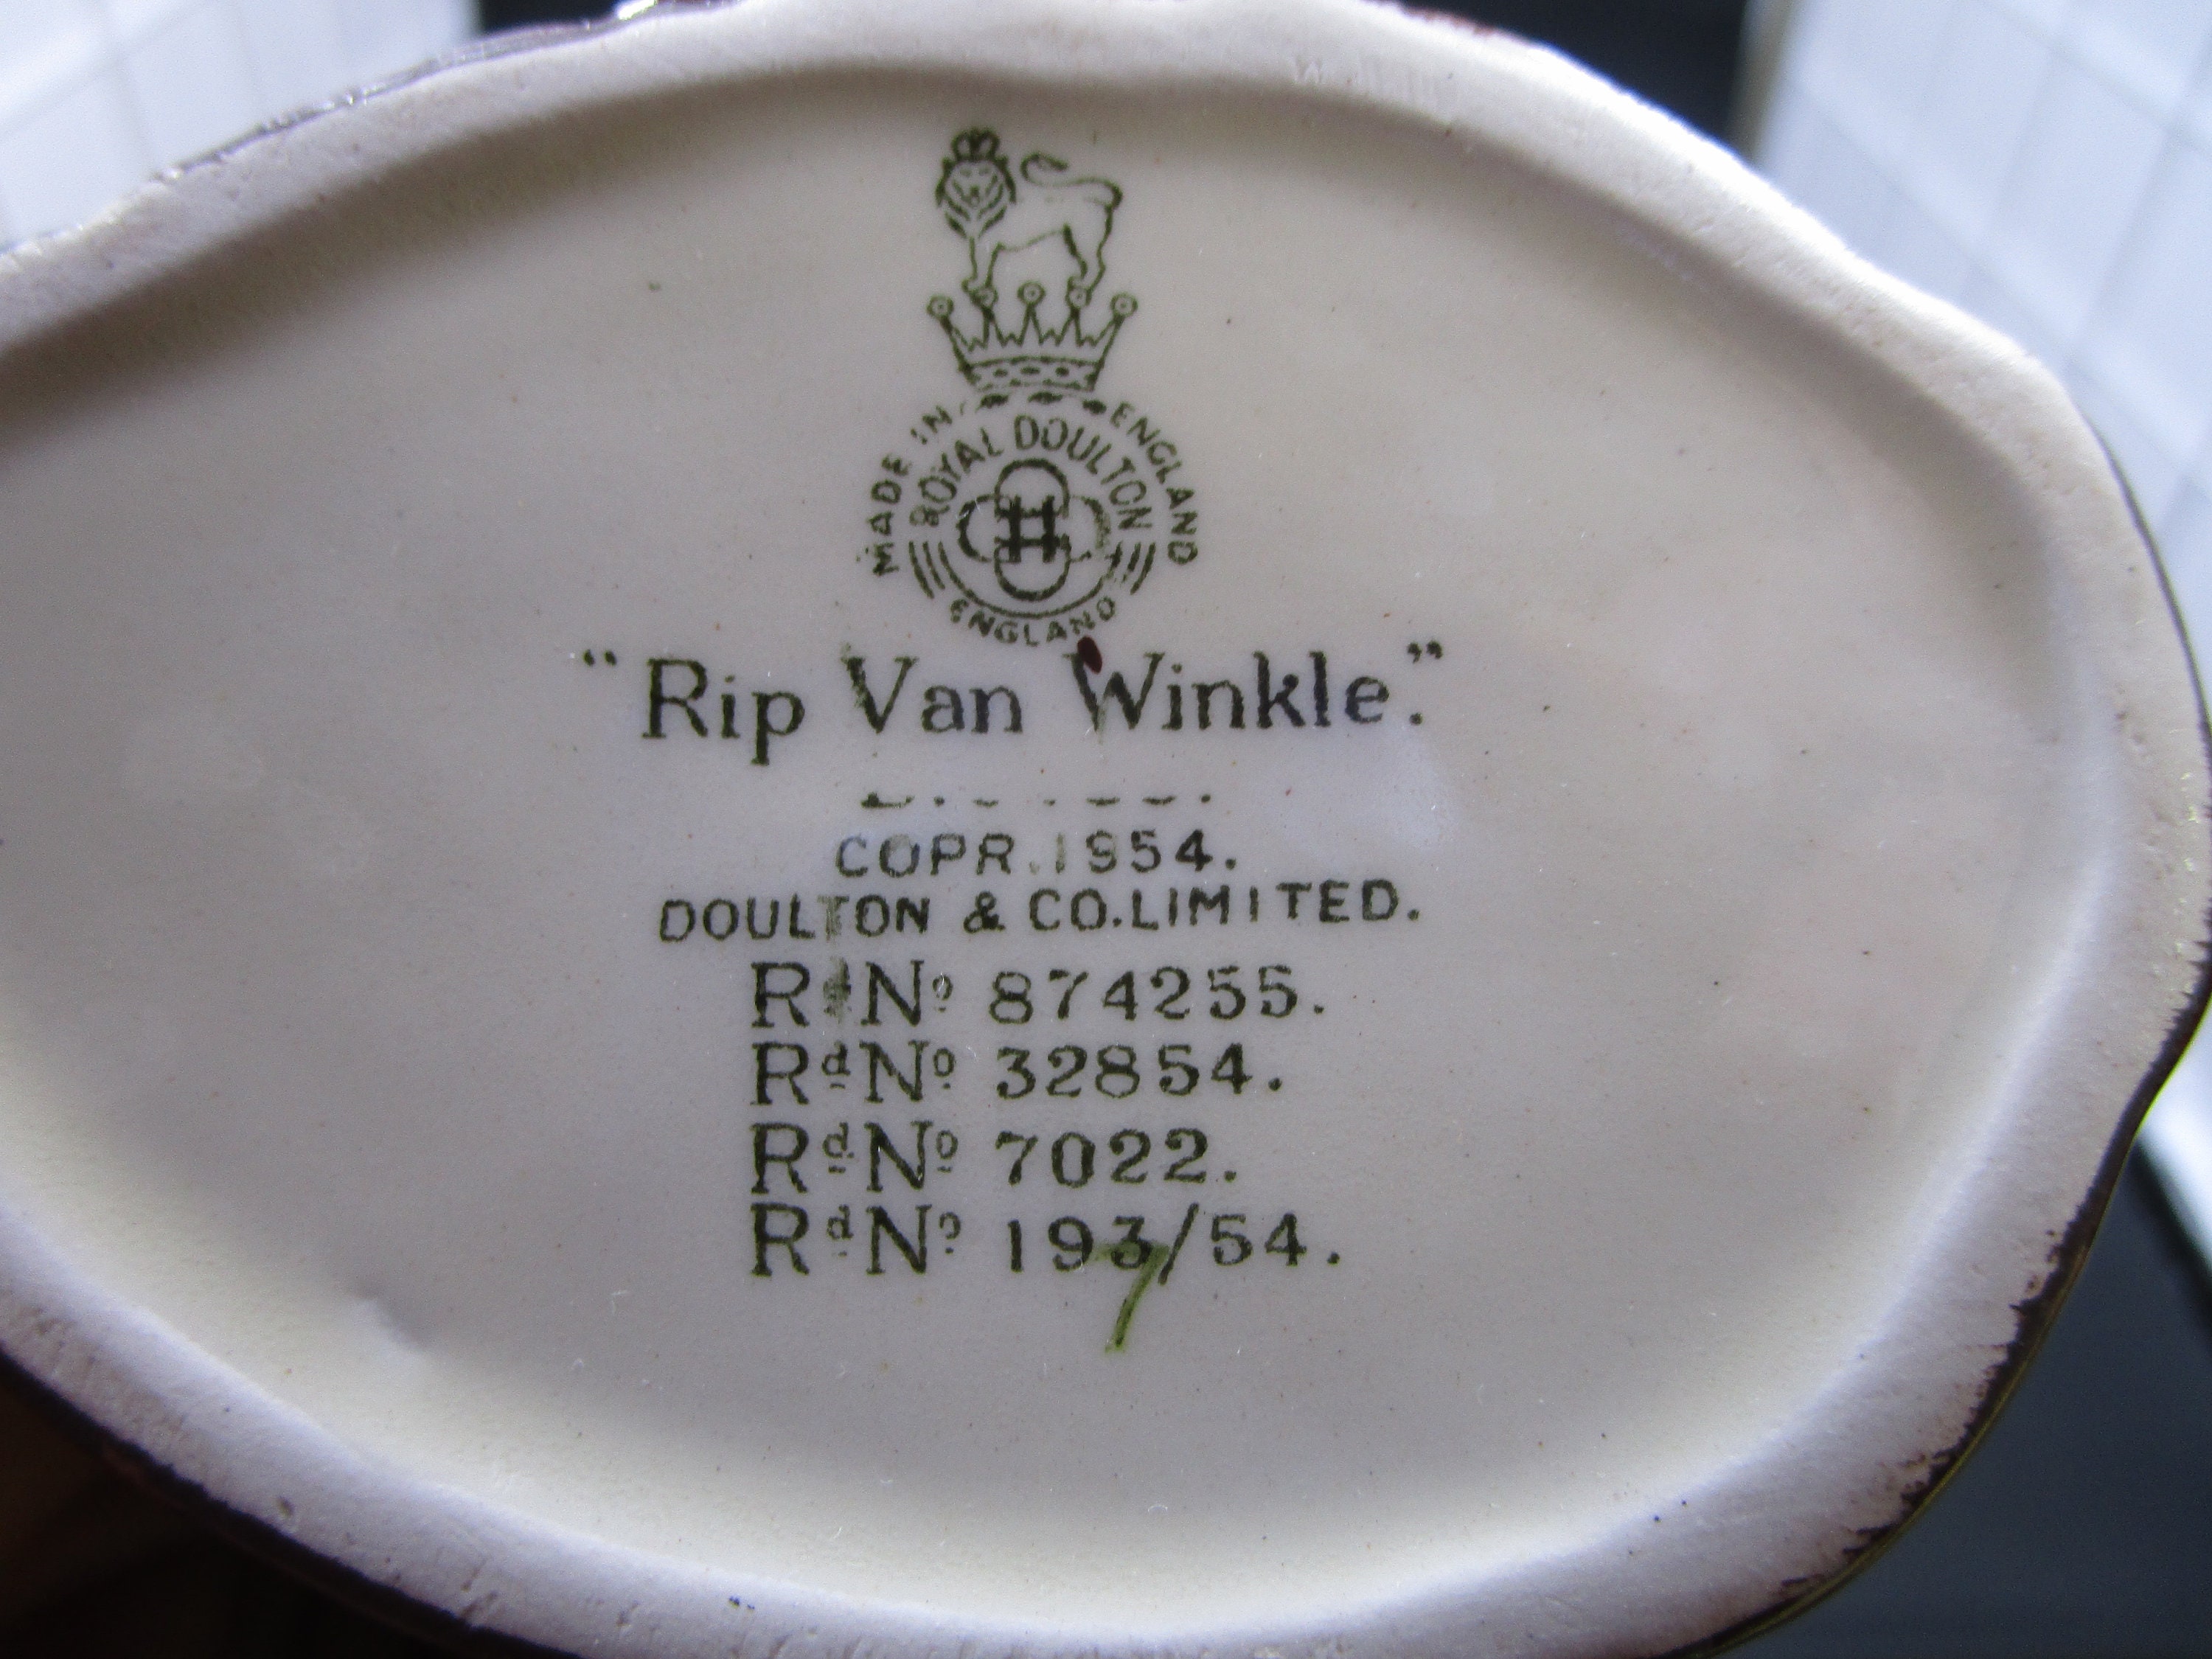 MADE IN ENGLAND
ROYAL DOULTON
ENGLAND
“Rip Van Winkle.”
COPR. 1954.
DOULTON & CO. LIMITED.
Rd No 874255.
Rd No 32854.
Rd No 7022.
Rd No 193/54.
7